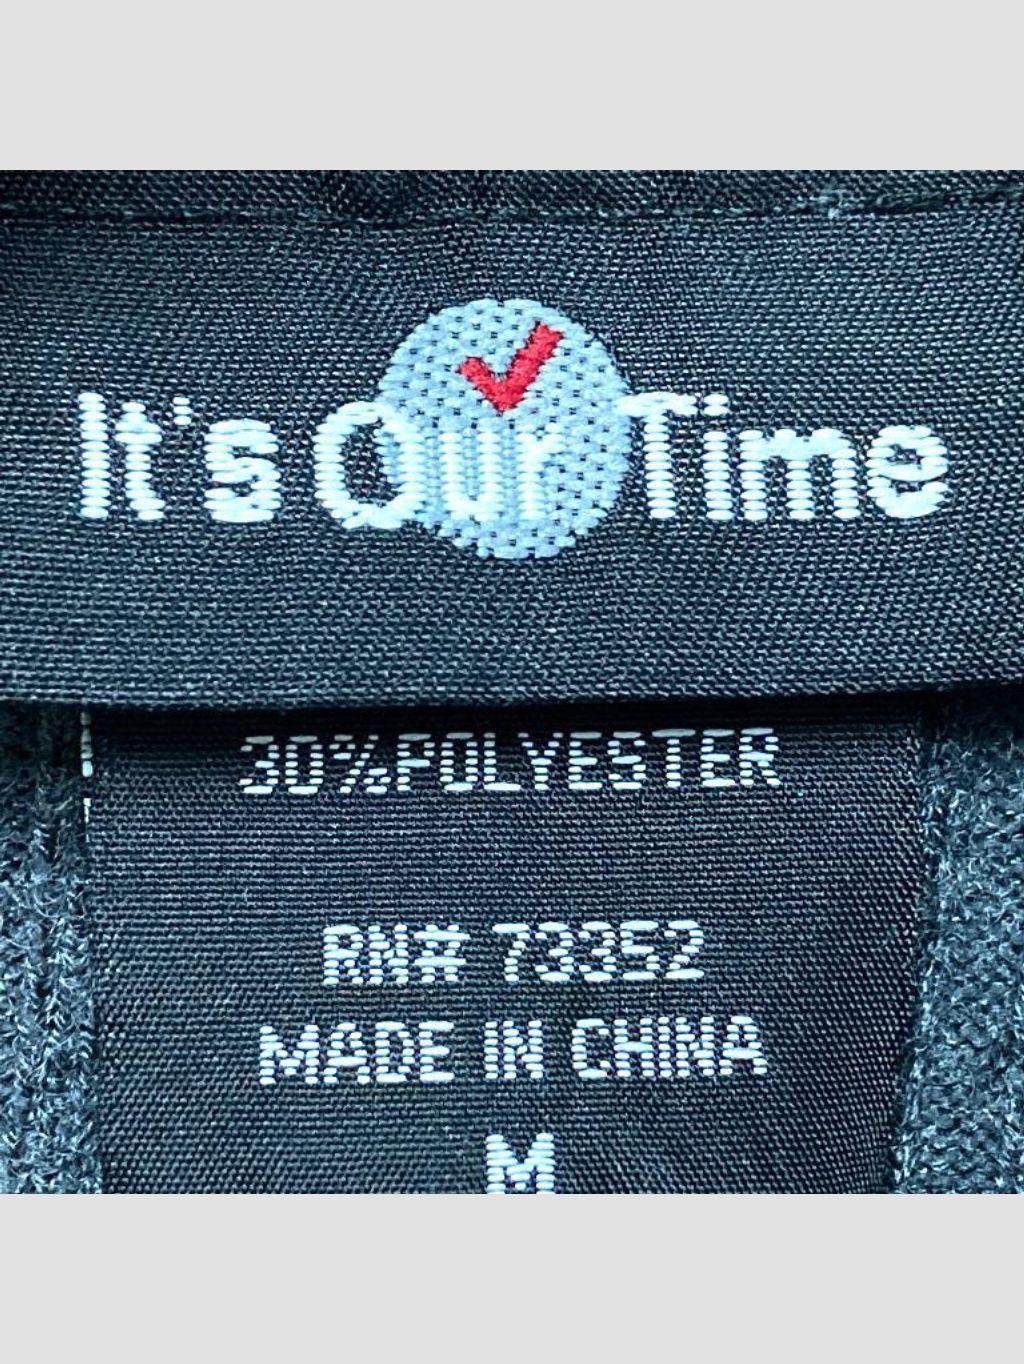 It's Our Time
30% POLYESTER
RN# 73352
MADE IN CHINA
M